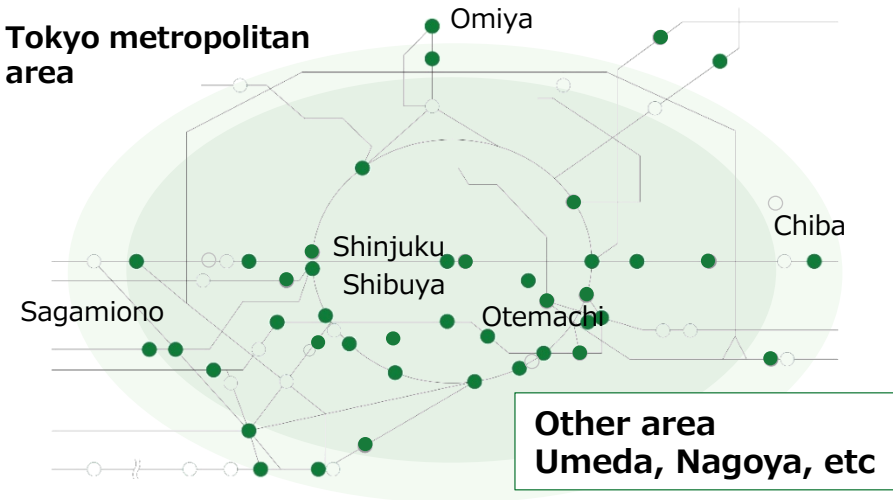 Tokyo metropolitan
area
Omiya
Chiba
Shinjuku
Shibuya
Sagamiono
Otemachi
Other area
Umeda, Nagoya, etc